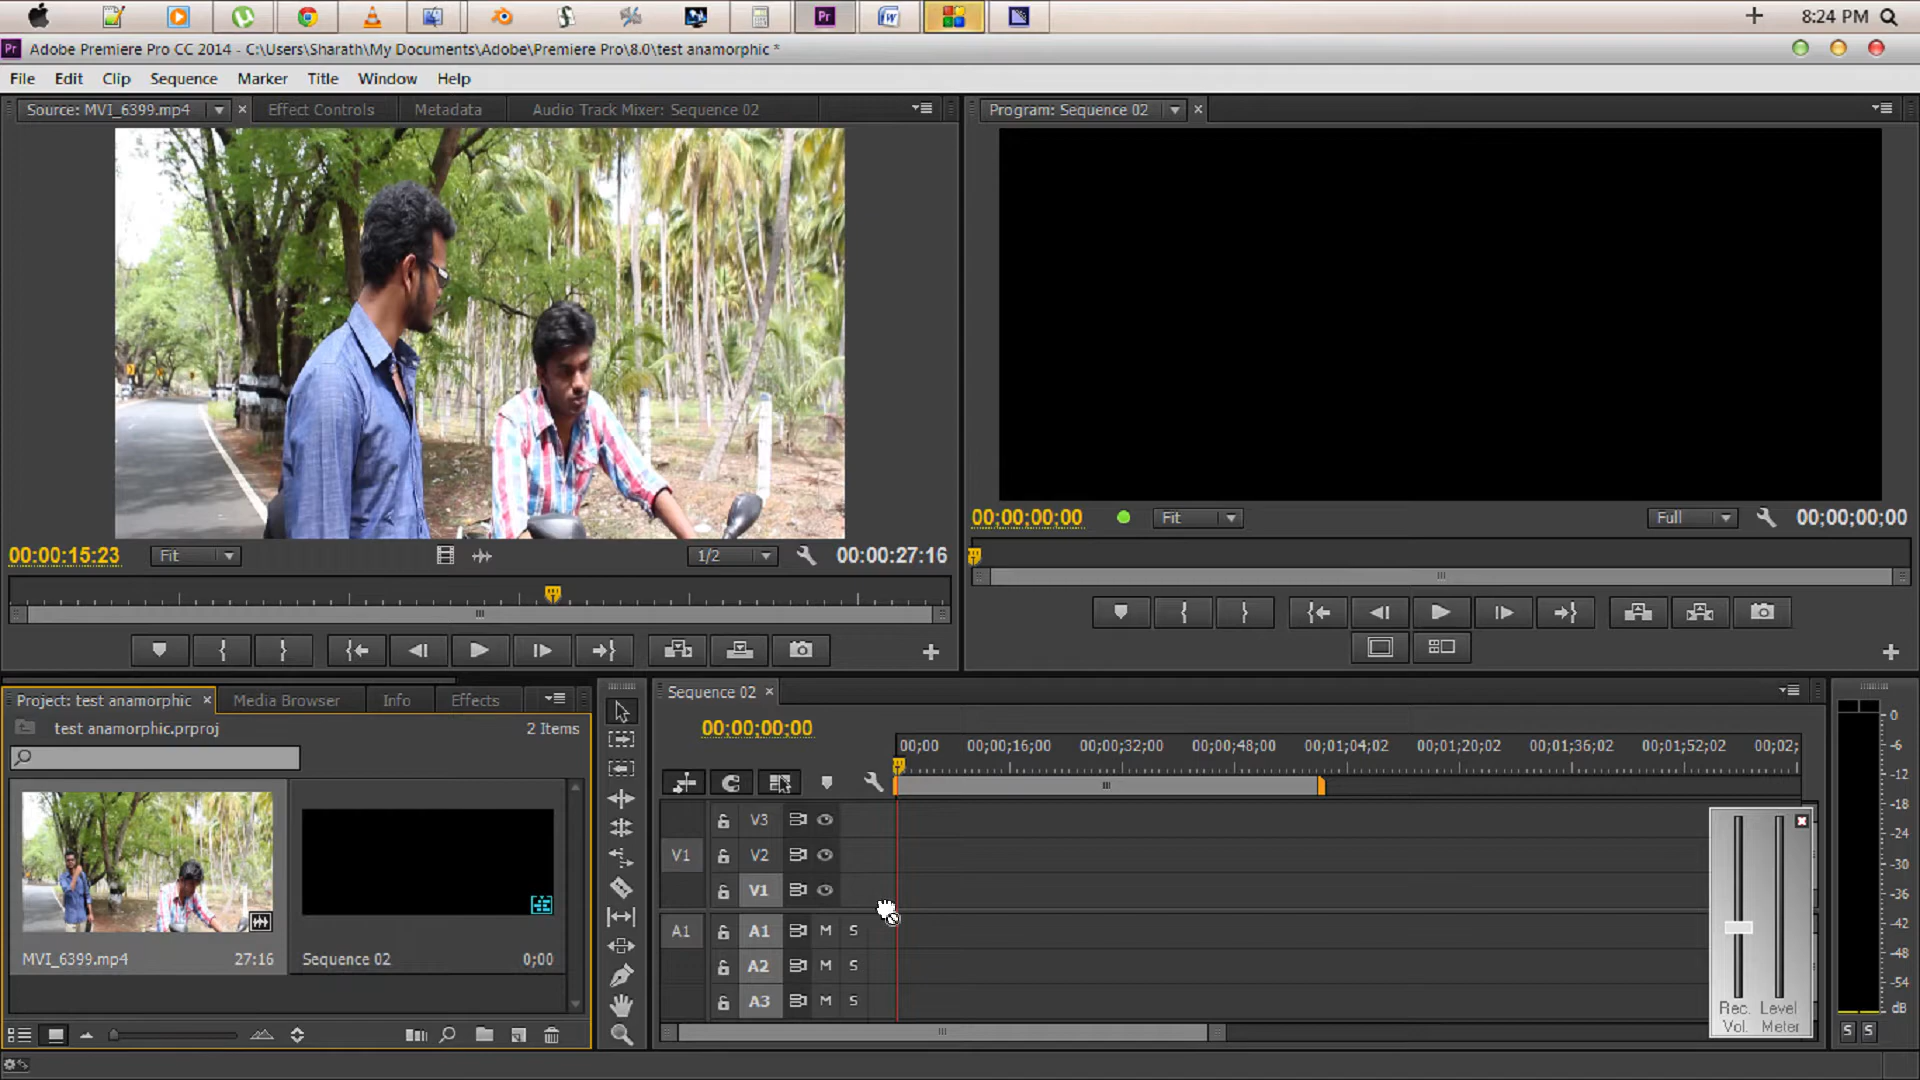 8:24 PM
Adobe Premiere Pro CC 2014 - C:\Users\Sharath\My Documents\Adobe\Premiere Pro\8.0\test anamorphic *
File Edit Clip Sequence Marker Title Window Help
Source: MVI_6399.mp4 Effect Controls Metadata Audio Track Mixer: Sequence 02
Program: Sequence 02
00;00;00;00 Fit Full 00;00;00;00
00:00:15:23 Fit 1/2 00:00:27:16
Project: test anamorphic Media Browser Info Effects
test anamorphic.prproj 2 Items
MVI_6399.mp4 27:16 Sequence 02 0;00
Sequence 02
00;00;00;00
00;00 00;00;16;00 00;00;32;00 00;00;48;00 00;01;04;02 00;01;20;02 00;01;36;02 00;01;52;02 00;02;
V3
V1 V2
V1
A1 A1 M S
A2 M S
A3 M S
Rec. Level
Vol. Meter
0
-6
-12
-18
-24
-30
-36
-42
-48
-54
dB
S S